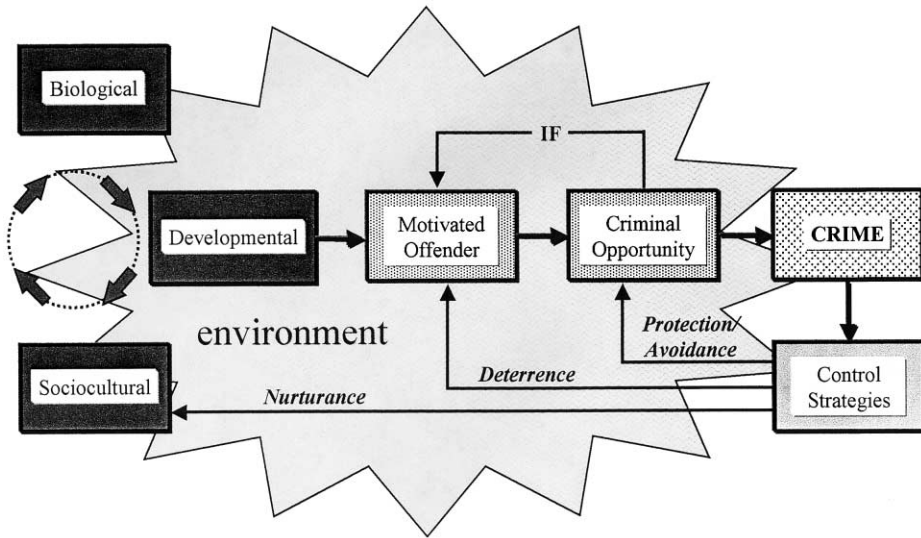 Biological
IF
Developmental
Motivated
Offender
Criminal
Opportunity
CRIME
environment
Protection/
Avoidance
Sociocultural
Deterrence
Control
Strategies
Nurturance